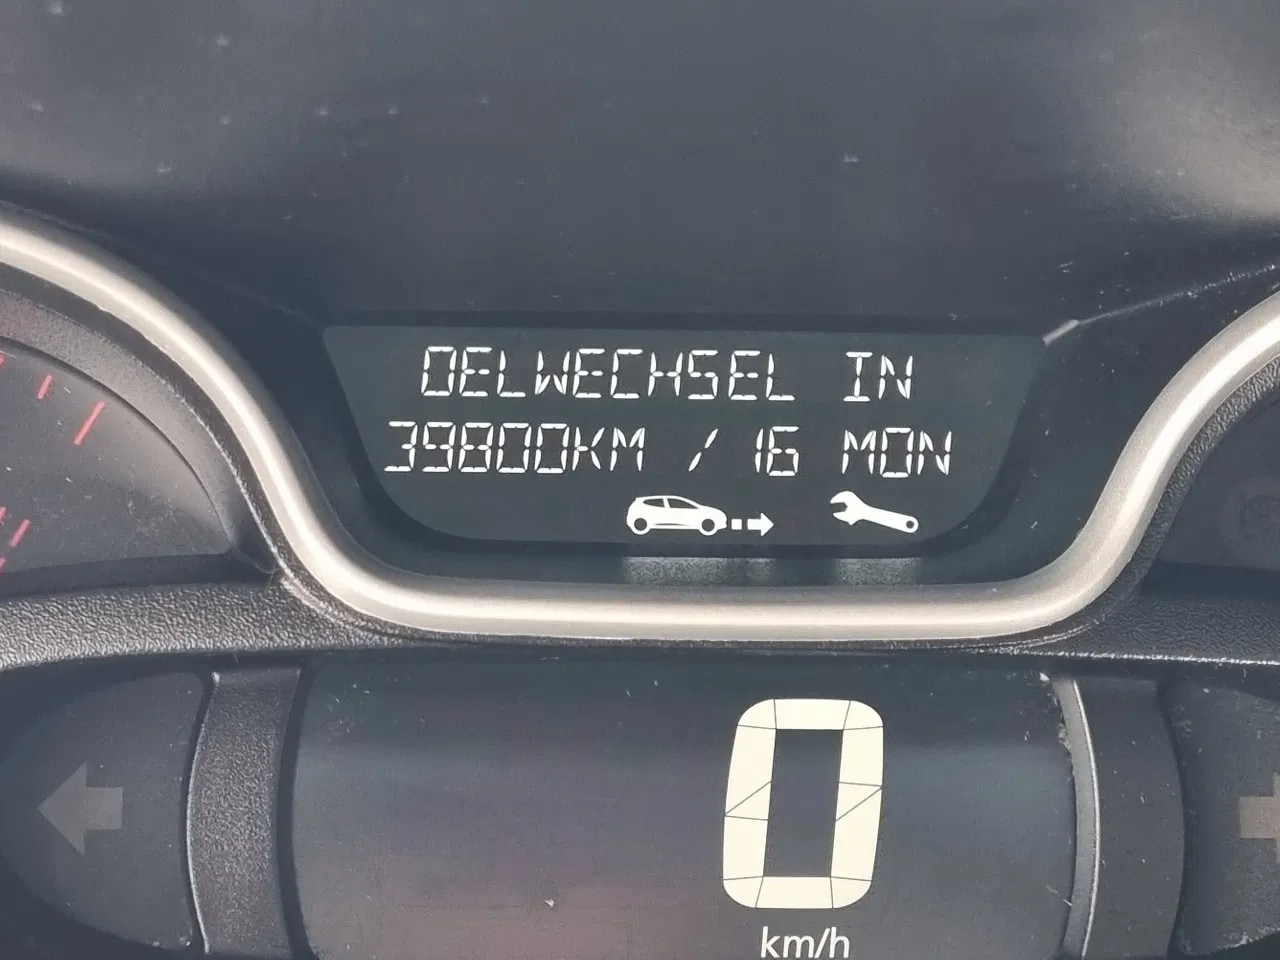 OELWECHSEL IN
39800KM / 16 MON
0
km/h